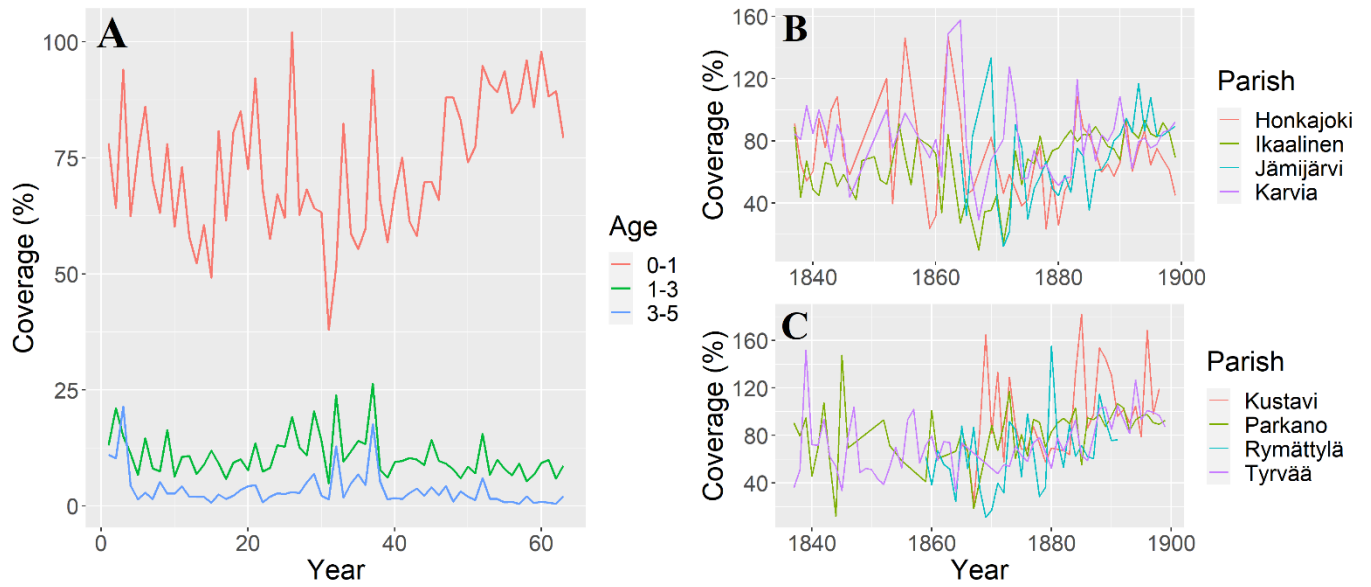 A
Coverage (%)
100
75
50
25
0
0
20
40
60
Year
Age
0-1
1-3
3-5
B
Coverage (%)
160
120
80
40
1840
1860
1880
1900
Parish
Honkajoki
Ikaalinen
Jämijärvi
Karvia
C
Coverage (%)
160
120
80
40
1840
1860
1880
1900
Year
Parish
Kustavi
Parkano
Rymättylä
Tyrvää